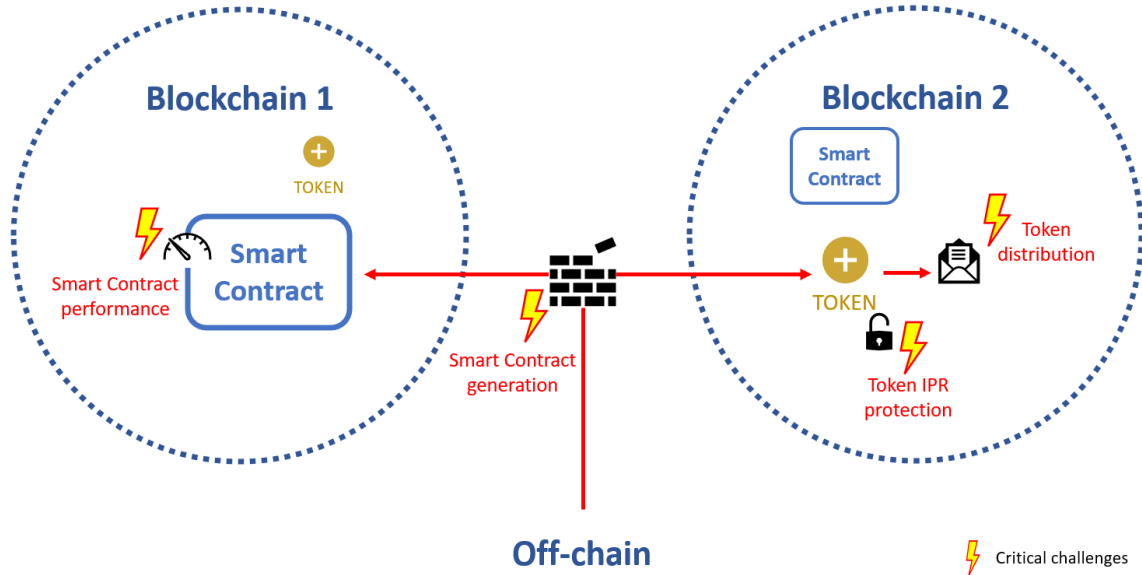 Blockchain 1
TOKEN
Smart
Contract
Smart Contract
performance
Smart Contract
generation
Blockchain 2
Smart
Contract
TOKEN
Token
distribution
Token IPR
protection
Off-chain
Critical challenges